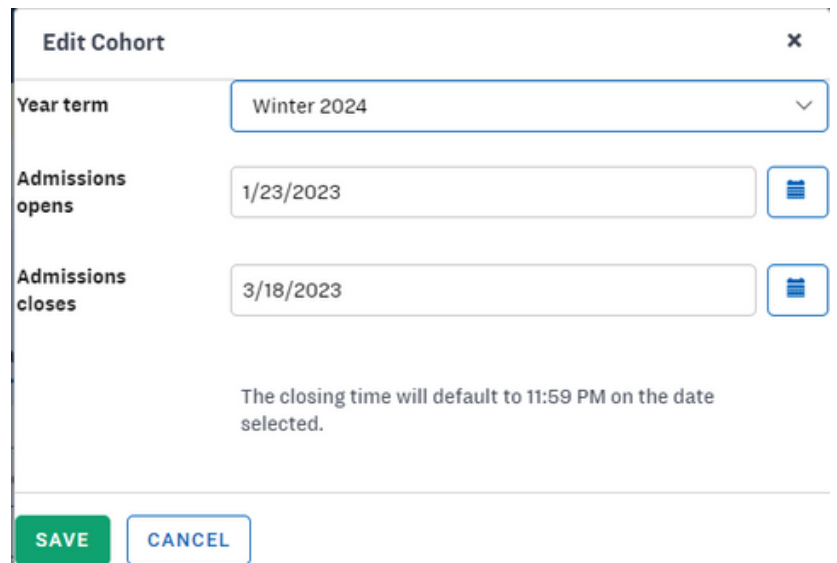 Edit Cohort
Year term
Winter 2024
Admissions
opens
1/23/2023
Admissions
closes
3/18/2023
The closing time will default to 11:59 PM on the date
selected.
SAVE
CANCEL